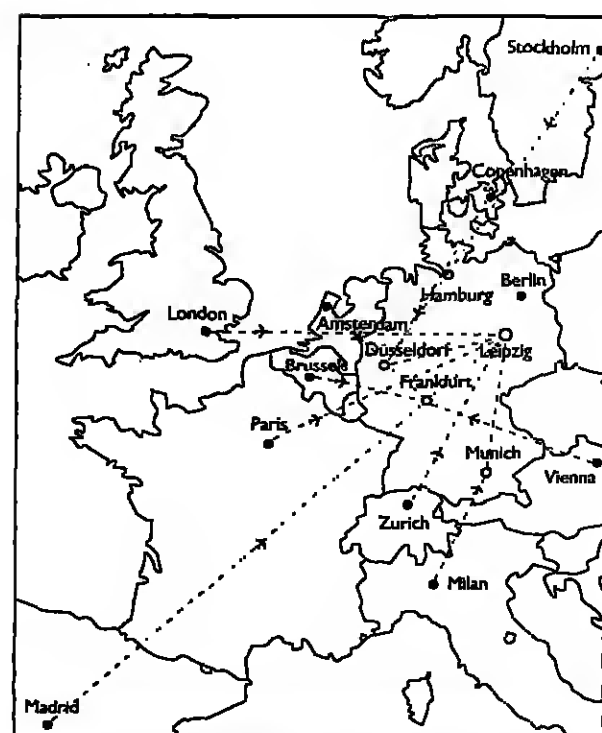 Stockholm
Copenhagen
Berlin
Hamburg
London
Amsterdam
Düsseldorf
Leipzig
Brussels
Frankfurt
Paris
Munich
Vienna
Zurich
Milan
Madrid